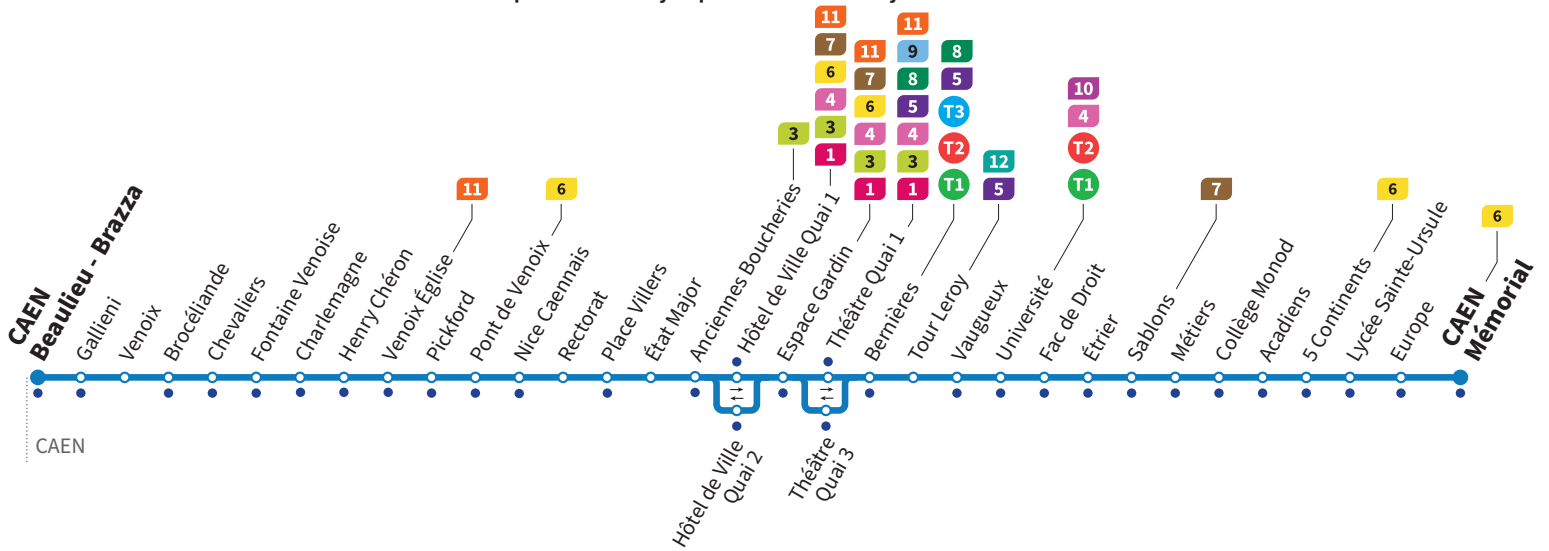 CAEN
Beaulieu - Brazza
Gallieni
Venoix
Brocéliande
Chevaliers
Fontaine Venoise
Charlemagne
Henry Chéron
Venoix Église
11
Pickford
Pont de Venoix
6
Nice Caennais
Rectorat
Place Villers
État Major
Anciennes Boucheries
3
Hôtel de Ville Quai 1
11
7
6
4
3
1
Espace Gardin
11
7
6
4
3
1
Théâtre Quai 1
11
9
8
5
4
3
1
Bernières
8
5
T3
T2
T1
Tour Leroy
12
5
Vaugueux
Université
10
4
T2
T1
Fac de Droit
Étrier
Sablons
7
Métiers
Collège Monod
Acadiens
5 Continents
6
Lycée Sainte-Ursule
Europe
CAEN
Mémorial
6
CAEN
Hôtel de Ville
Quai 2
Théâtre
Quai 3